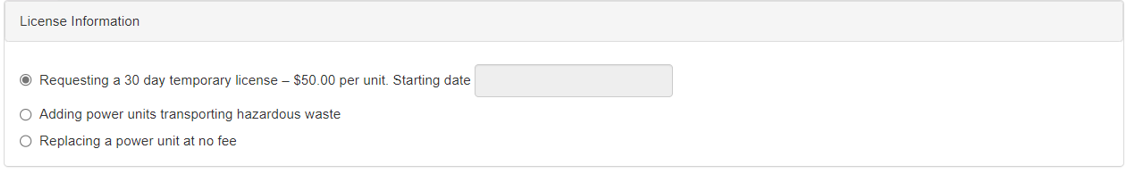 License Information
Requesting a 30 day temporary license – $50.00 per unit. Starting date
Adding power units transporting hazardous waste
Replacing a power unit at no fee